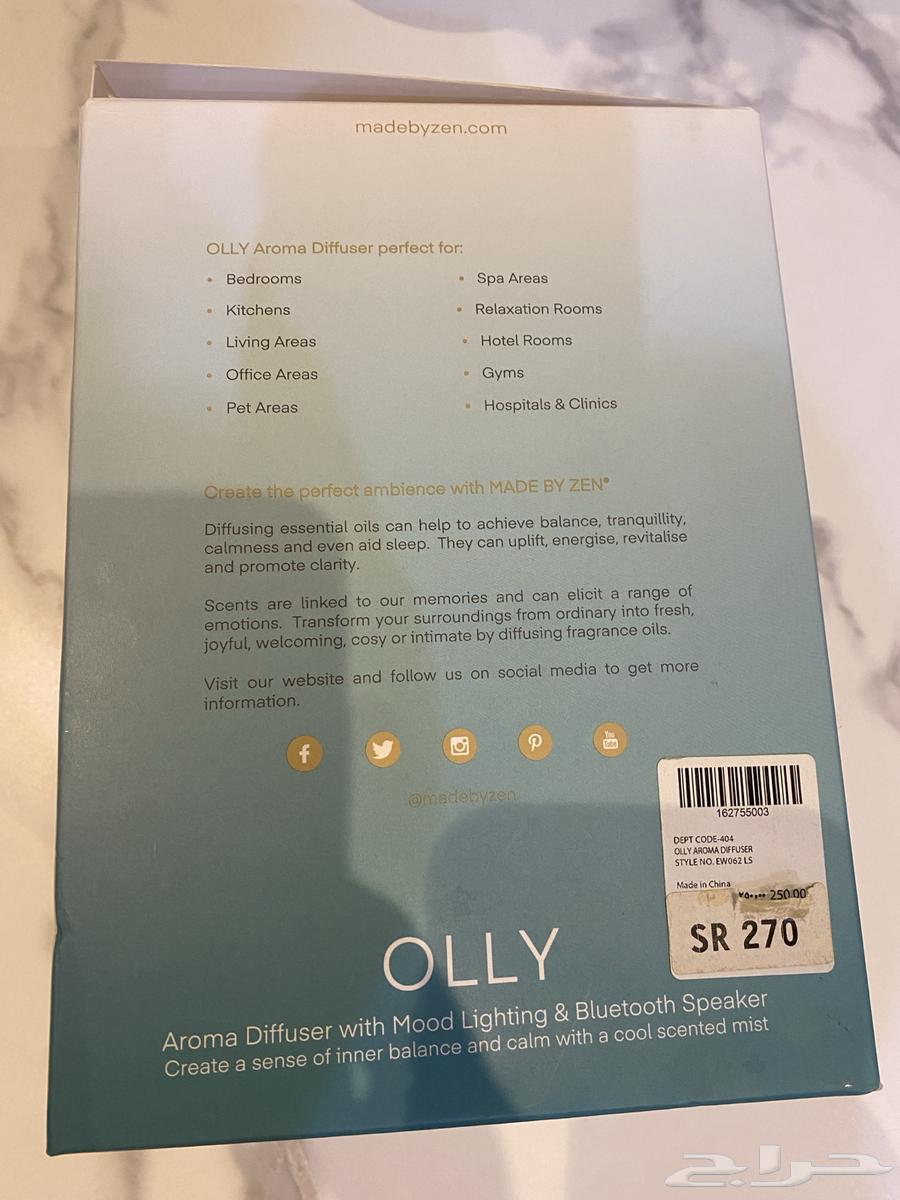 madebyzen.com
OLLY Aroma Diffuser perfect for:
• Bedrooms
• Kitchens
• Living Areas
• Office Areas
• Pet Areas
• Spa Areas
• Relaxation Rooms
• Hotel Rooms
• Gyms
• Hospitals & Clinics
Create the perfect ambience with MADE BY ZEN®
Diffusing essential oils can help to achieve balance, tranquillity,
calmness and even aid sleep. They can uplift, energise, revitalise
and promote clarity.
Scents are linked to our memories and can elicit a range of
emotions. Transform your surroundings from ordinary into fresh,
joyful, welcoming, cosy or intimate by diffusing fragrance oils.
Visit our website and follow us on social media to get more
information.
You
Tube
@madebyzen
162755003
DEPT CODE-404
OLLY AROMA DIFFUSER
STYLE NO. EW062 LS
Made in China
٢٥٠,٠٠ 250.00
SR 270
OLLY
Aroma Diffuser with Mood Lighting & Bluetooth Speaker
Create a sense of inner balance and calm with a cool scented mist
حراج